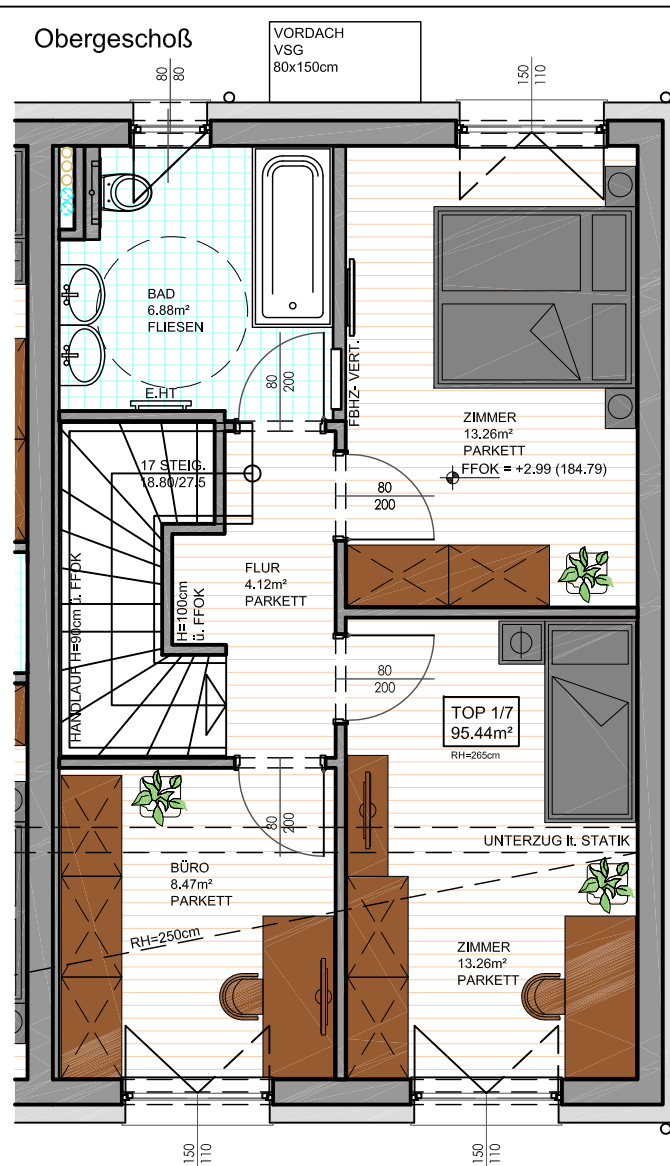 Obergeschoß
VORDACH
VSG
80x150cm
80
80
150
110
BAD
6.88m²
FLIESEN
E.HT
80
200
FBHZ- VERT.
ZIMMER
13.26m²
PARKETT
FFOK = +2.99 (184.79)
17 STEIG.
18.80/27.5
80
200
FLUR
4.12m²
PARKETT
HANDLAUF H=90cm ü. FFOK
H=100cm
ü. FFOK
80
200
TOP 1/7
95.44m²
RH=265cm
80
200
UNTERZUG lt. STATIK
BÜRO
8.47m²
PARKETT
RH=250cm
ZIMMER
13.26m²
PARKETT
150
110
150
110